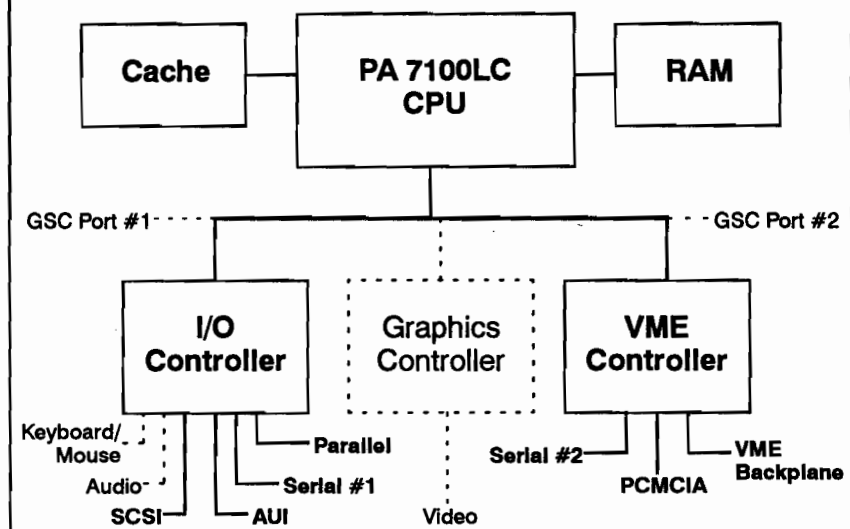 Cache
PA 7100LC
CPU
RAM
GSC Port #1
GSC Port #2
I/O
Controller
Graphics
Controller
VME
Controller
Keyboard/
Mouse
Audio
SCSI
AUI
Serial #1
Parallel
Video
Serial #2
PCMCIA
VME
Backplane